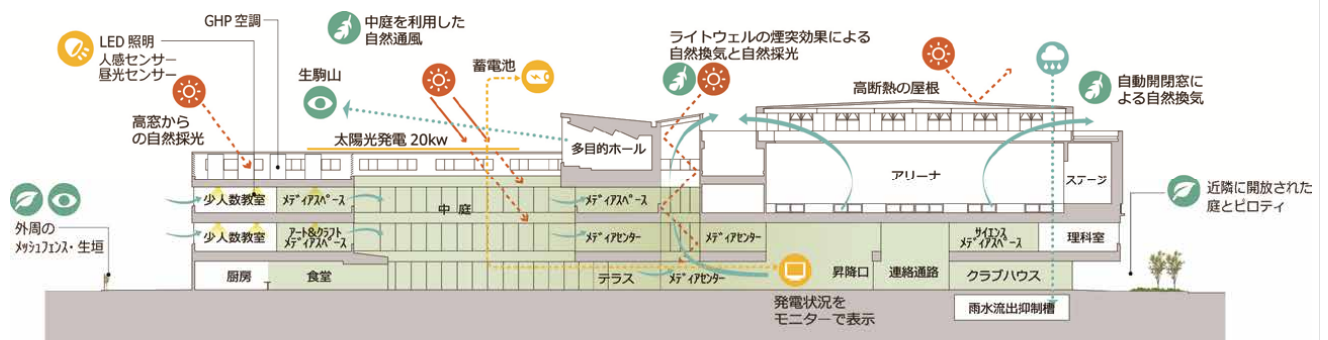 GHP 空調
LED 照明
人感センサー
昼光センサー
高窓から
の自然採光
中庭を利用した
自然通風
生駒山
蓄電池
太陽光発電 20kw
ライトウェルの煙突効果による
自然換気と自然採光
高断熱の屋根
自動開閉窓に
よる自然換気
多目的ホール
アリーナ
ステージ
少人数教室
メディアスペース
中庭
メディアスペース
近隣に開放された
庭とピロティ
外周の
メッシュフェンス・生垣
少人数教室
アート&クラフト
メディアスペース
メディアセンター
メディアセンター
サイエンス
メディアスペース
理科室
厨房
食堂
テラス
メディアセンター
昇降口
連絡通路
クラブハウス
発電状況を
モニターで表示
雨水流出抑制槽